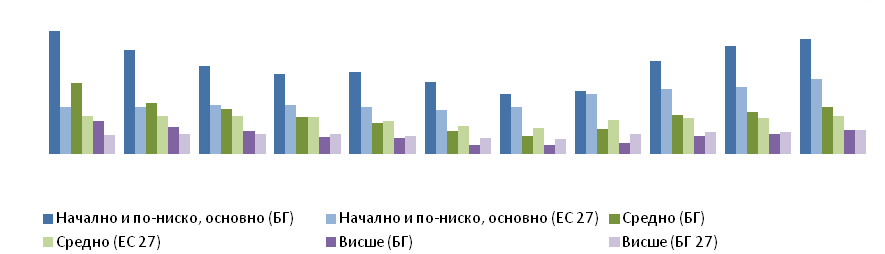 Начално и по-ниско, основно (БГ) Начално и по-ниско, основно (ЕС 27) Средно (БГ)
Средно (ЕС 27) Висше (БГ) Висше (БГ 27)